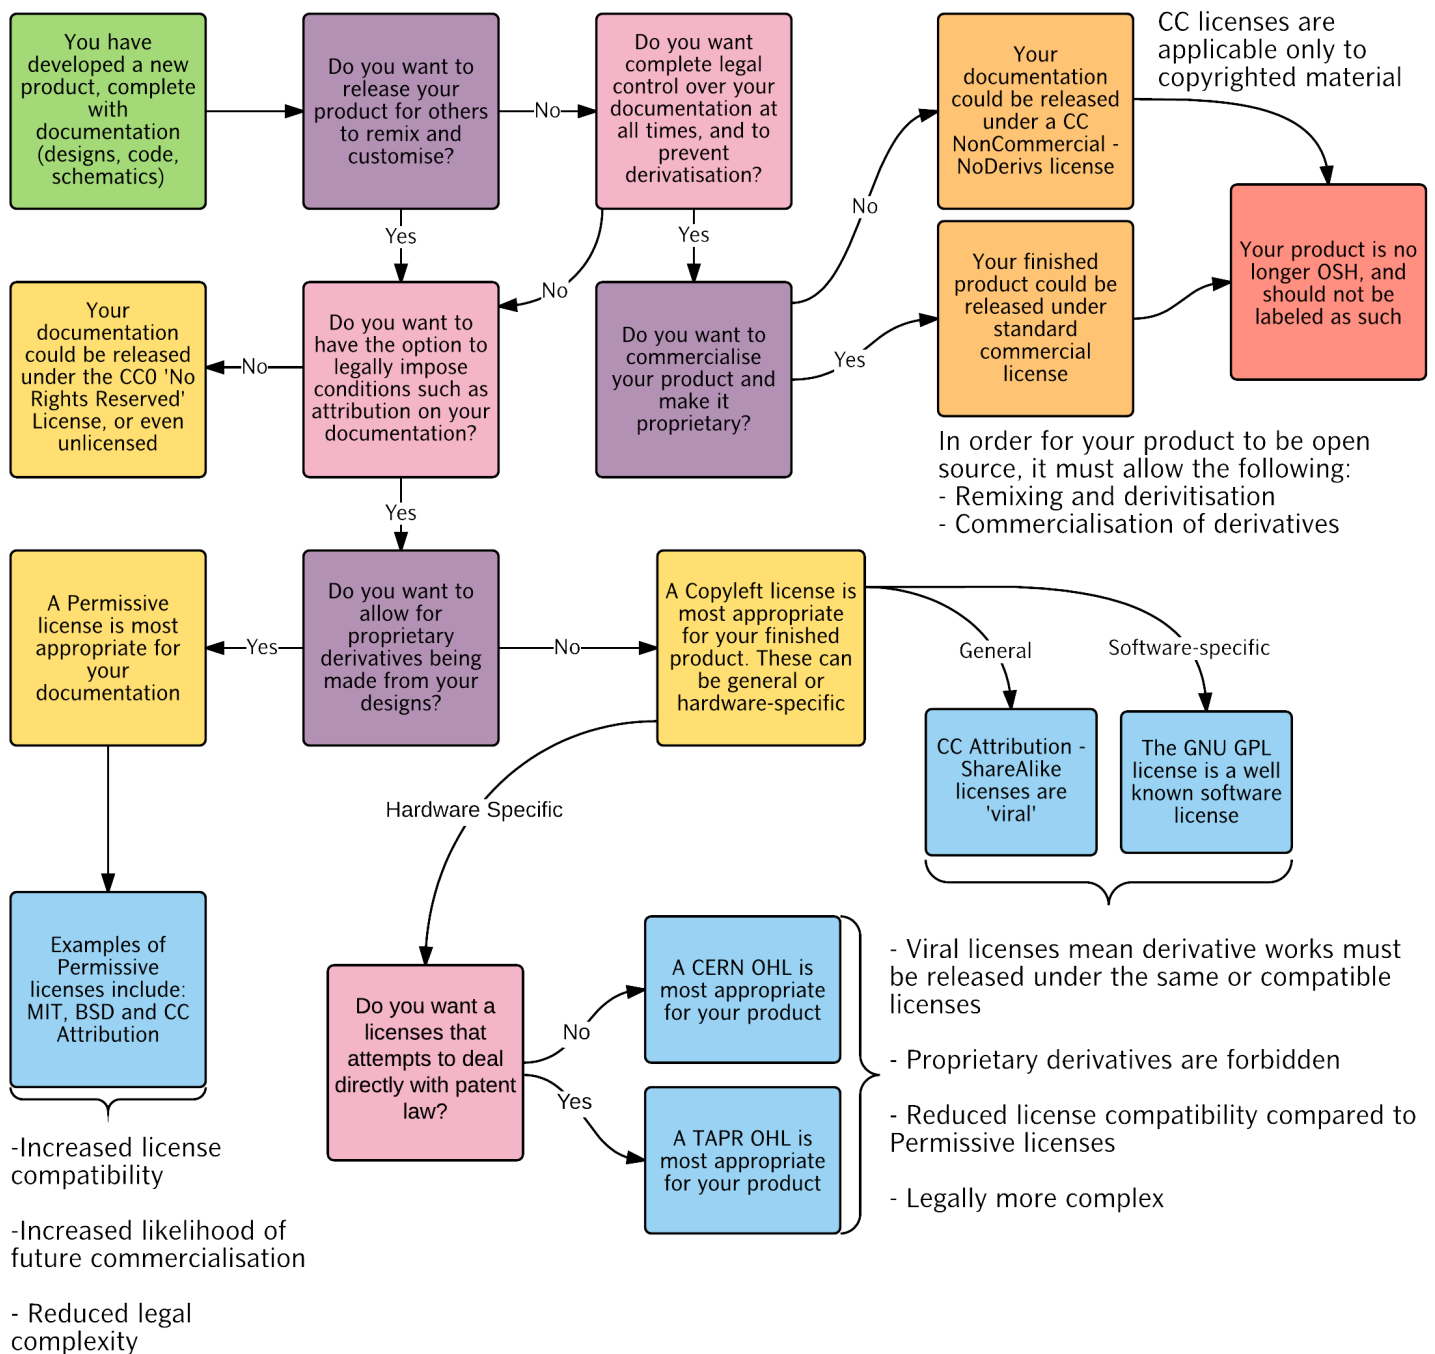 You have
developed a new
product, complete
with
documentation
(designs, code,
schematics)
Do you want to
release your
product for others
to remix and
customise?
No
Do you want
complete legal
control over your
documentation at
all times, and to
prevent
derivatisation?
Your
documentation
could be released
under a CC
NonCommercial -
NoDerivs license
CC licenses are
applicable only to
copyrighted material
Yes
No
Yes
No
Your finished
product could be
released under
standard
commercial
license
Your product is no
longer OSH, and
should not be
labeled as such
Your
documentation
could be released
under the CC0 'No
Rights Reserved'
License, or even
unlicensed
No
Do you want to
have the option to
legally impose
conditions such as
attribution on your
documentation?
Do you want to
commercialise
your product and
make it
proprietary?
Yes
In order for your product to be open
source, it must allow the following:
- Remixing and derivitisation
- Commercialisation of derivatives
Yes
A Permissive
license is most
appropriate for
your
documentation
Yes
Do you want to
allow for
proprietary
derivatives being
made from your
designs?
No
A Copyleft license is
most appropriate
for your finished
product. These can
be general or
hardware-specific
General
Software-specific
CC Attribution -
ShareAlike
licenses are
'viral'
The GNU GPL
license is a well
known software
license
Hardware Specific
Examples of
Permissive
licenses include:
MIT, BSD and CC
Attribution
Do you want a
licenses that
attempts to deal
directly with patent
law?
No
Yes
A CERN OHL is
most appropriate
for your product
A TAPR OHL is
most appropriate
for your product
- Viral licenses mean derivative works must
be released under the same or compatible
licenses
- Proprietary derivatives are forbidden
- Reduced license compatibility compared to
Permissive licenses
- Legally more complex
-Increased license
compatibility
-Increased likelihood of
future commercialisation
- Reduced legal
complexity